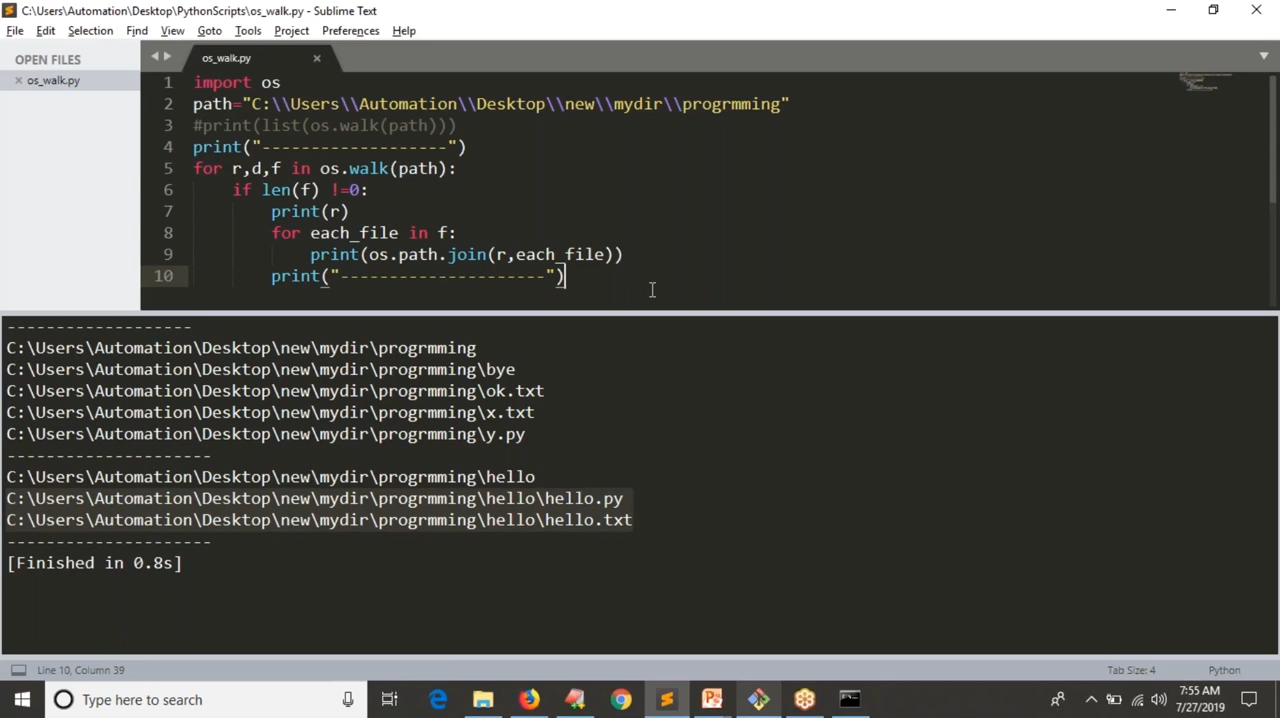 C:\Users\Automation\Desktop\PythonScripts\os_walk.py - Sublime Text
File Edit Selection Find View Goto Tools Project Preferences Help
OPEN FILES
os_walk.py
os_walk.py
1 import os
2 path="C:\\Users\\Automation\\Desktop\\new\\mydir\\progrmming"
3 #print(list(os.walk(path)))
4 print("-------------------")
5 for r,d,f in os.walk(path):
6 if len(f) !=0:
7 print(r)
8 for each_file in f:
9 print(os.path.join(r,each_file))
10 print("---------------------")
-------------------
C:\Users\Automation\Desktop\new\mydir\progrmming
C:\Users\Automation\Desktop\new\mydir\progrmming\bye
C:\Users\Automation\Desktop\new\mydir\progrmming\ok.txt
C:\Users\Automation\Desktop\new\mydir\progrmming\x.txt
C:\Users\Automation\Desktop\new\mydir\progrmming\y.py
---------------------
C:\Users\Automation\Desktop\new\mydir\progrmming\hello
C:\Users\Automation\Desktop\new\mydir\progrmming\hello\hello.py
C:\Users\Automation\Desktop\new\mydir\progrmming\hello\hello.txt
---------------------
[Finished in 0.8s]
Line 10, Column 39
Tab Size: 4 Python
Type here to search
7:55 AM
7/27/2019